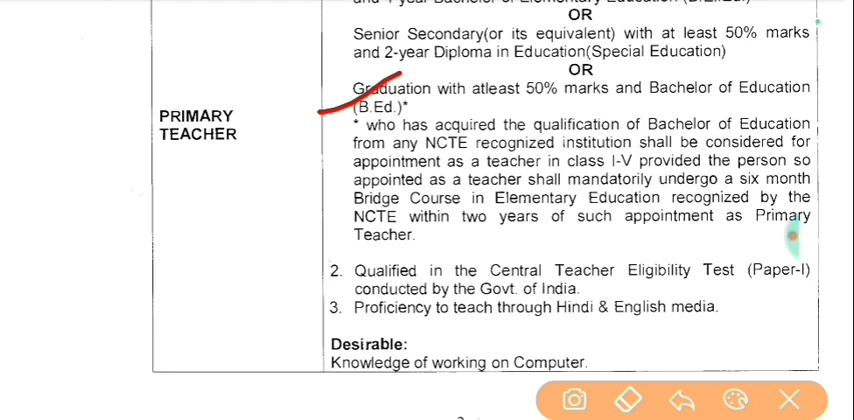 OR
Senior Secondary(or its equivalent) with at least 50% marks
and 2-year Diploma in Education(Special Education)
OR
Graduation with atleast 50% marks and Bachelor of Education
(B.Ed.)*
PRIMARY
TEACHER
* who has acquired the qualification of Bachelor of Education
from any NCTE recognized institution shall be considered for
appointment as a teacher in class I-V provided the person so
appointed as a teacher shall mandatorily undergo a six month
Bridge Course in Elementary Education recognized by the
NCTE within two years of such appointment as Primary
Teacher.
2. Qualified in the Central Teacher Eligibility Test (Paper-I)
conducted by the Govt. of India.
3. Proficiency to teach through Hindi & English media.
Desirable:
Knowledge of working on Computer.